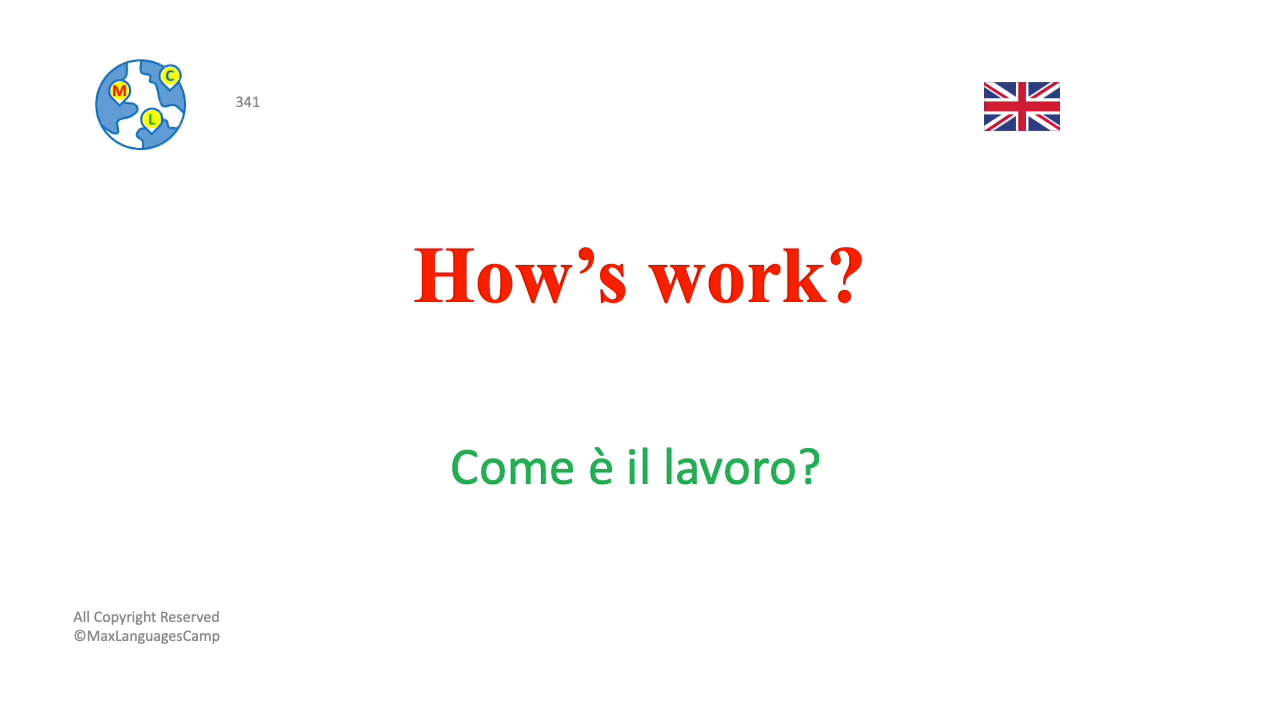 M
C
L
341
How’s work?
Come è il lavoro?
All Copyright Reserved
©MaxLanguagesCamp